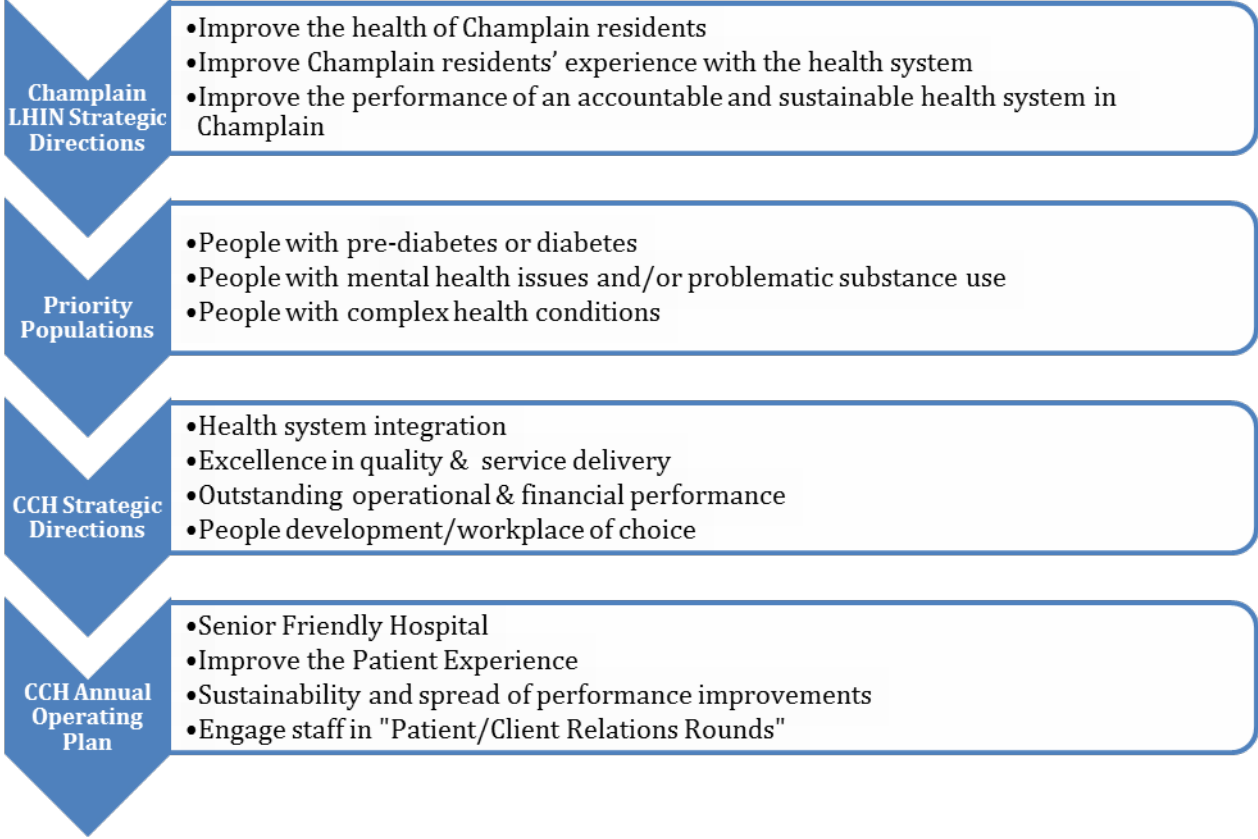 Champlain
LHIN Strategic
Directions
•Improve the health of Champlain residents
•Improve Champlain residents’ experience with the health system
•Improve the performance of an accountable and sustainable health system in
Champlain
Priority
Populations
•People with pre-diabetes or diabetes
•People with mental health issues and/or problematic substance use
•People with complex health conditions
CCH Strategic
Directions
•Health system integration
•Excellence in quality & service delivery
•Outstanding operational & financial performance
•People development/workplace of choice
CCH Annual
Operating
Plan
•Senior Friendly Hospital
•Improve the Patient Experience
•Sustainability and spread of performance improvements
•Engage staff in "Patient/Client Relations Rounds"